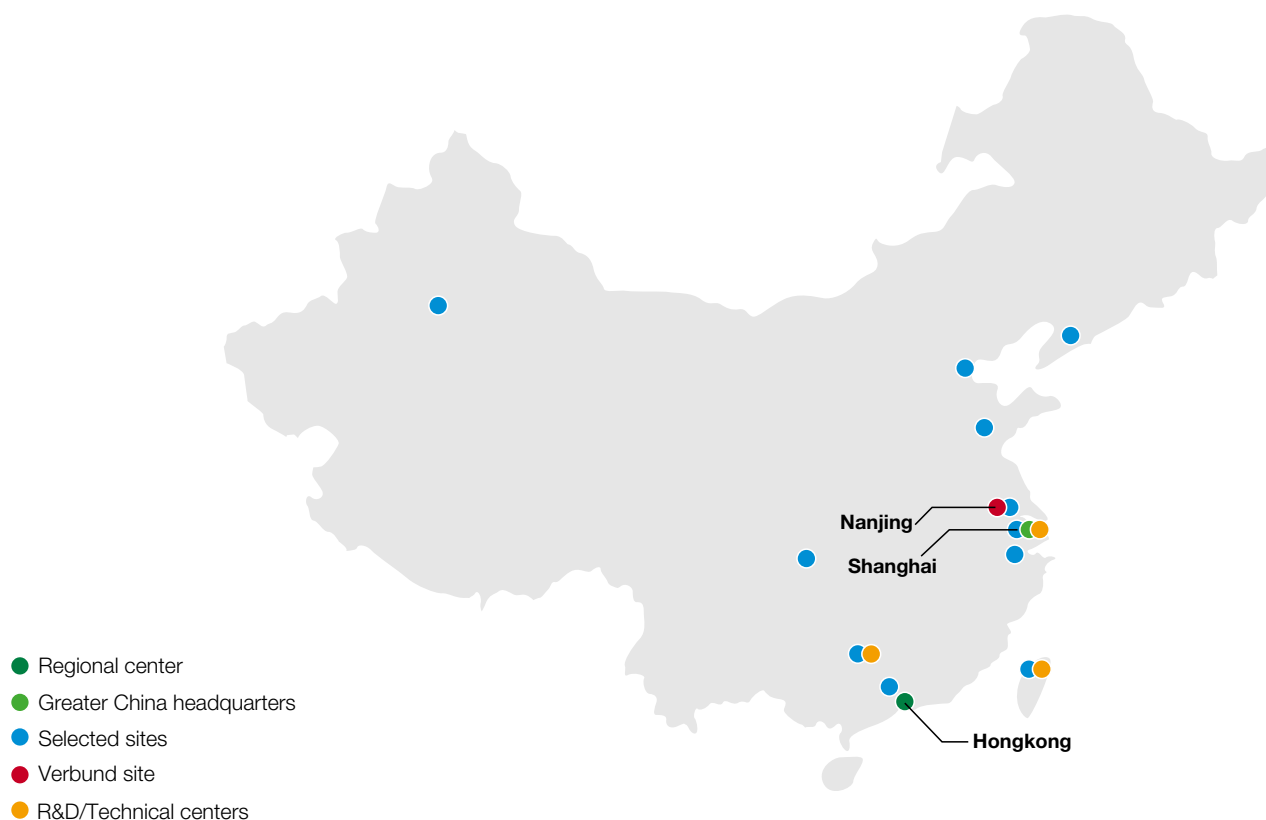 Nanjing
Shanghai
Hongkong
Regional center
Greater China headquarters
Selected sites
Verbund site
R&D/Technical centers